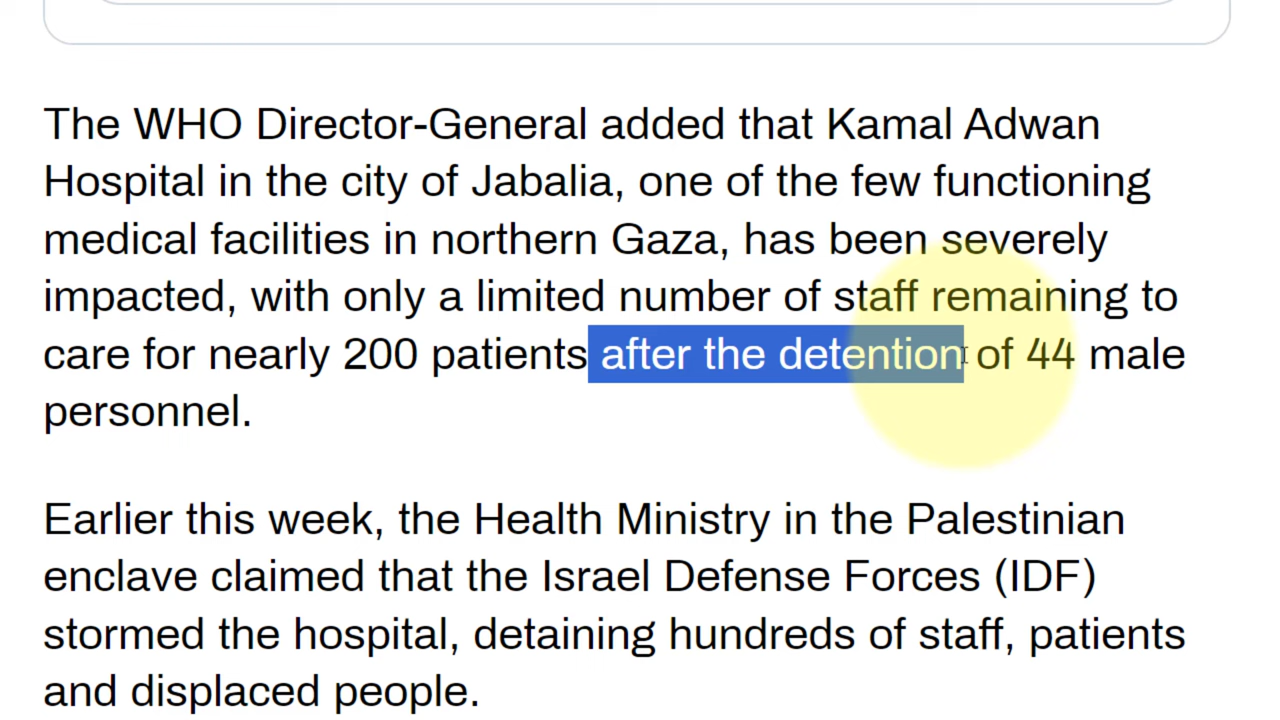 The WHO Director-General added that Kamal Adwan
Hospital in the city of Jabalia, one of the few functioning
medical facilities in northern Gaza, has been severely
impacted, with only a limited number of staff remaining to
care for nearly 200 patients after the detention of 44 male
personnel.
Earlier this week, the Health Ministry in the Palestinian
enclave claimed that the Israel Defense Forces (IDF)
stormed the hospital, detaining hundreds of staff, patients
and displaced people.